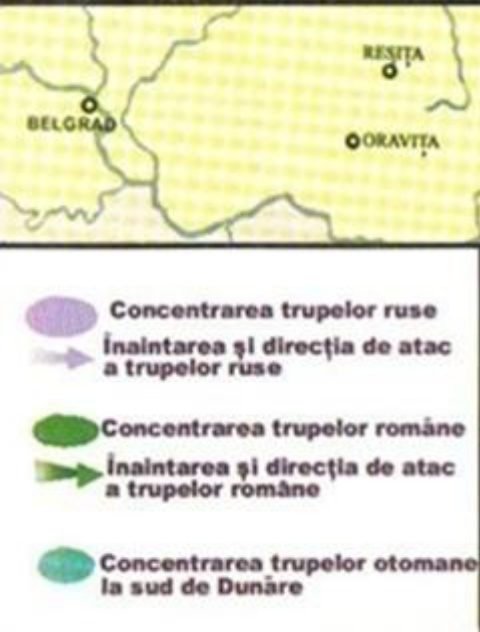 REȘIȚA
BELGRAD
ORAVIȚA
Concentrarea trupelor ruse
Înaintarea și direcția de atac
a trupelor ruse
Concentrarea trupelor române
Înaintarea și direcția de atac
a trupelor române
Concentrarea trupelor otomane
la sud de Dunăre